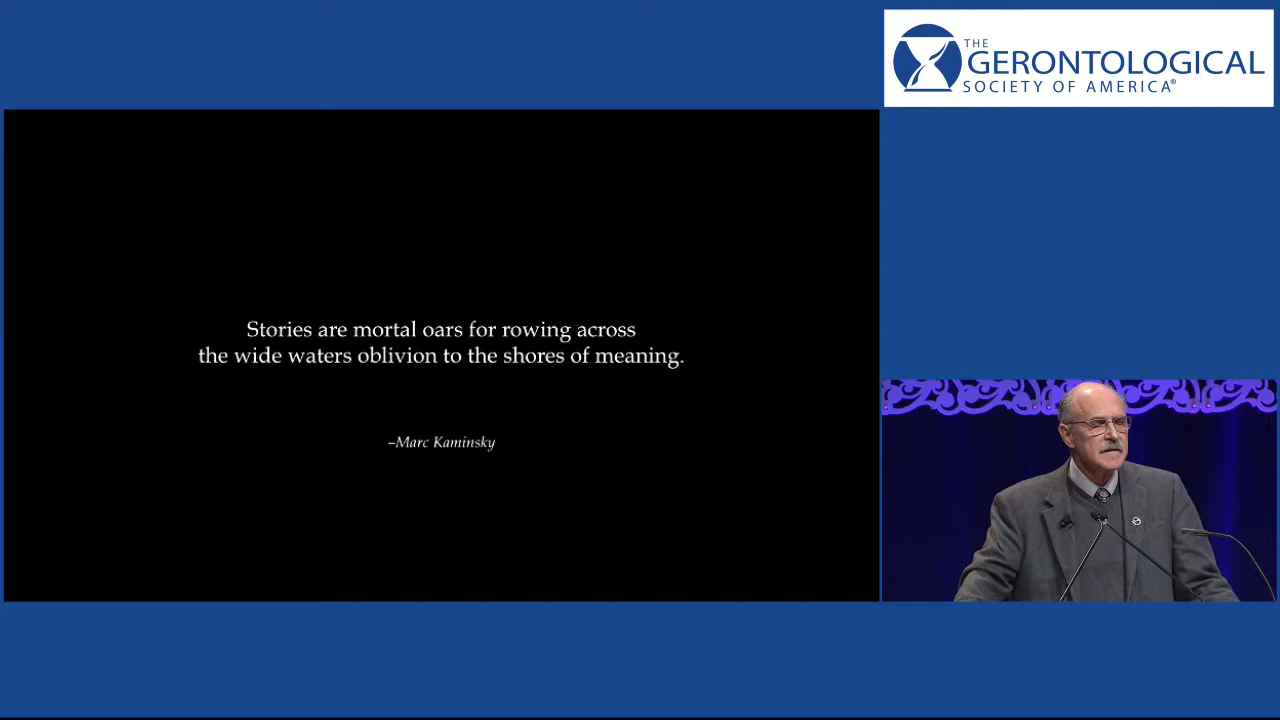 THE
GERONTOLOGICAL
SOCIETY OF AMERICA®
Stories are mortal oars for rowing across
the wide waters oblivion to the shores of meaning.
–Marc Kaminsky